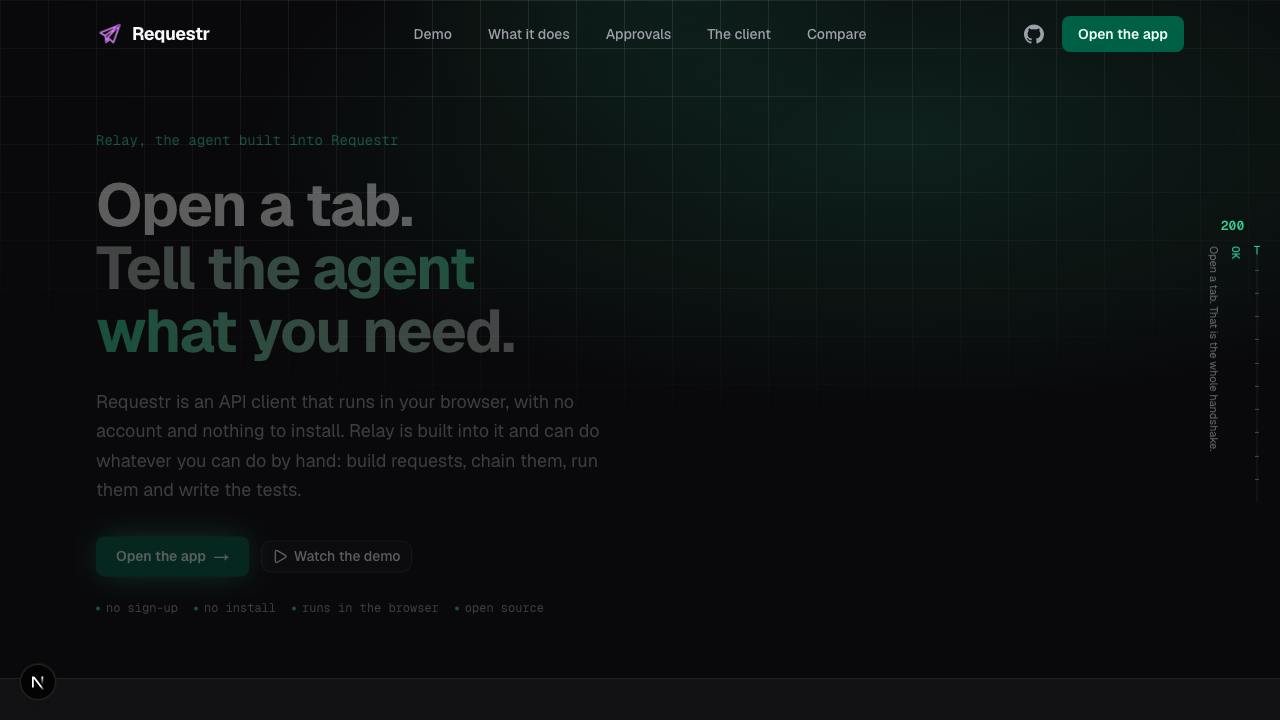 Requestr
Demo
What it does
Approvals
The client
Compare
Open the app
Relay, the agent built into Requestr
Open a tab.
Tell the agent
what you need.
Requestr is an API client that runs in your browser, with no
account and nothing to install. Relay is built into it and can do
whatever you can do by hand: build requests, chain them, run
them and write the tests.
Open the app →
Watch the demo
no sign-up
no install
runs in the browser
open source
200
OK
Open a tab. That is the whole handshake.
N